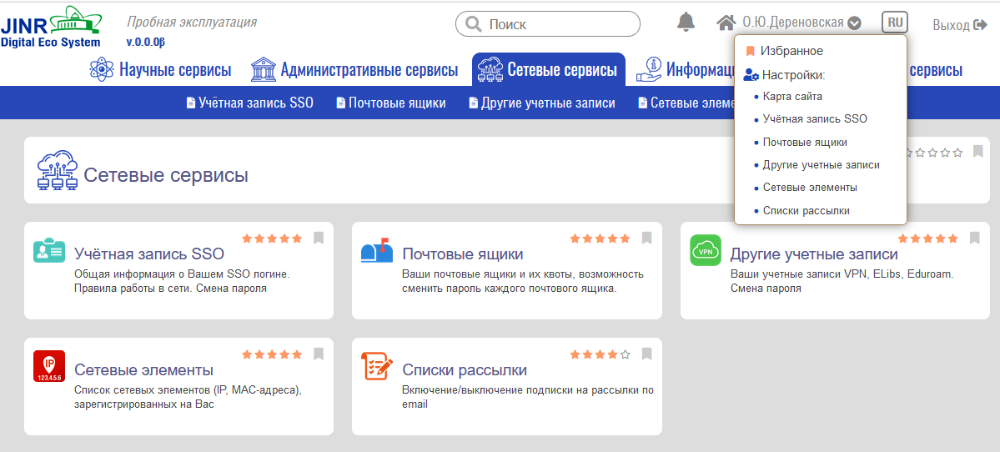 JINR
Digital Eco System
Пробная эксплуатация
v.0.0.0β
Поиск
О.Ю.Дереновская
RU
Выход
Научные сервисы
Административные сервисы
Сетевые сервисы
сервисы
Учётная запись SSO
Почтовые ящики
Другие учетные записи
Сетевые
Избранное
Настройки:
Карта сайта
Учётная запись SSO
Почтовые ящики
Другие учетные записи
Сетевые элементы
Списки рассылки
Сетевые сервисы
Учётная запись SSO
Общая информация о Вашем SSO логине.
Правила работы в сети. Смена пароля
Почтовые ящики
Ваши почтовые ящики и их квоты, возможность
сменить пароль каждого почтового ящика.
VPN
Другие учетные записи
Ваши учетные записи VPN, ELibs, Eduroam.
Смена пароля
IP
123.4.5.6
Сетевые элементы
Список сетевых элементов (IP, MAC-адреса),
зарегистрированных на Вас
Списки рассылки
Включение/выключение подписки на рассылки по
email